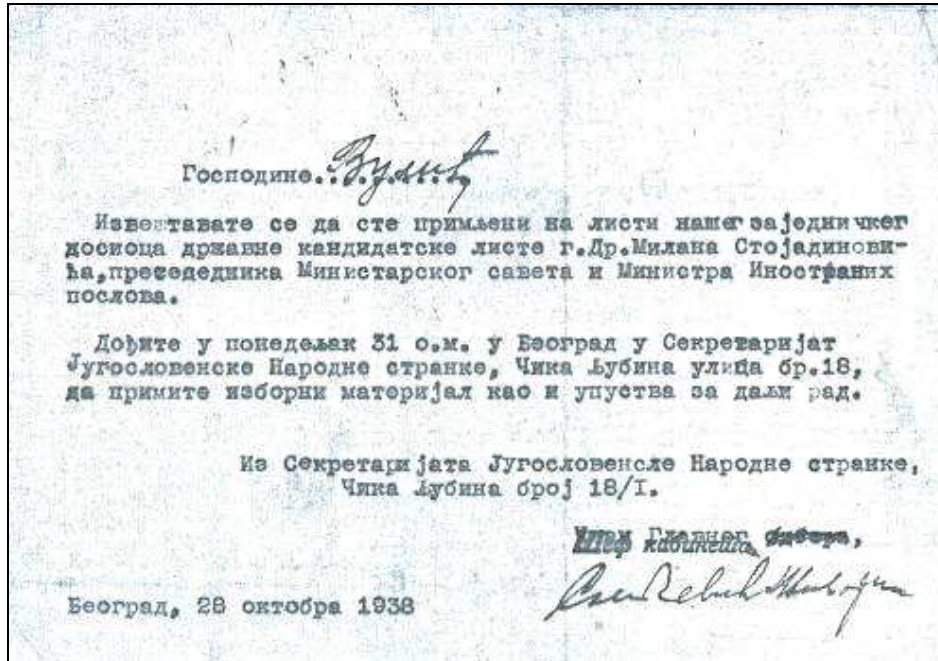 Господине. Вулић
Известавате се да сте примљени на листи нашег заједничког
носиоца државне кандидатске листе г.Др.Милана Стојадинови-
ћа,преседедника Министарског савета и Министра Иностраних
послова.
Дођите у понедељак 31 о.м. у Београд у Секретаријат
Југословенске Народне странке, Чика Љубина улица бр.18,
да примите изборни материјал као и упуства за даљи рад.
Из Секретаријата Југословенсле Народне странке,
Чика Љубина број 18/I.
Шеф кабинета,
Београд, 28 октобра 1938